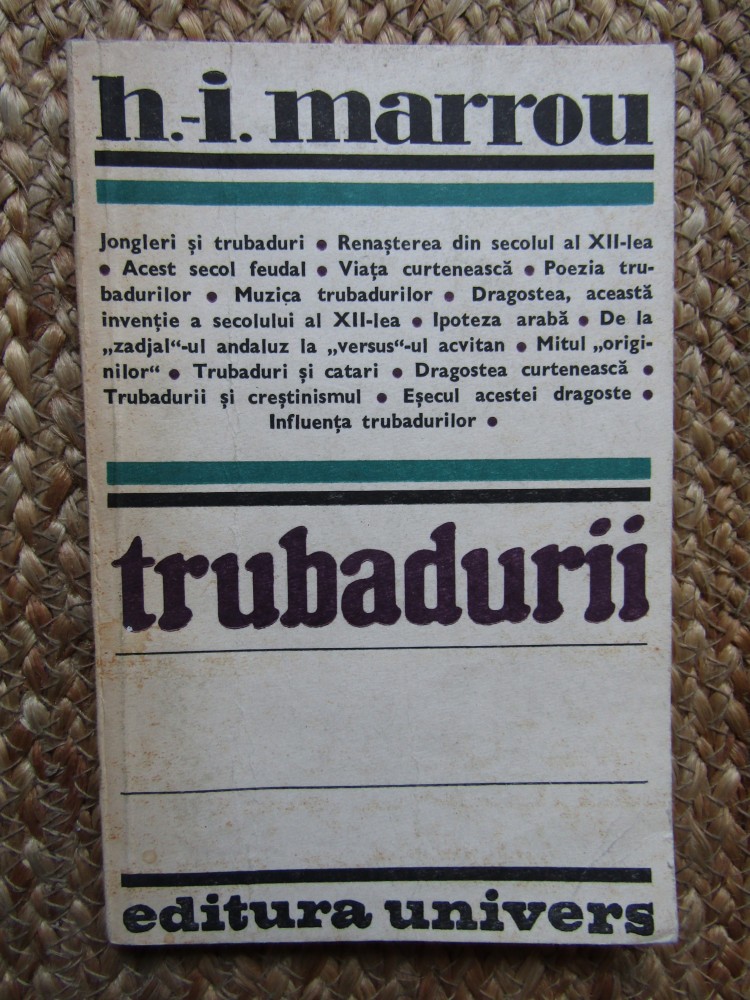 h.-i. marrou
Jongleri și trubaduri • Renașterea din secolul al XII-lea
• Acest secol feudal • Viața curtenească • Poezia tru-
badurilor • Muzica trubadurilor • Dragostea, această
invenție a secolului al XII-lea • Ipoteza arabă • De la
„zadjal“-ul andaluz la „versus“-ul acvitan • Mitul „origi-
nilor“ • Trubaduri și catari • Dragostea curtenească •
Trubadurii și creștinismul • Eșecul acestei dragoste •
Influența trubadurilor •
trubadurii
editura univers